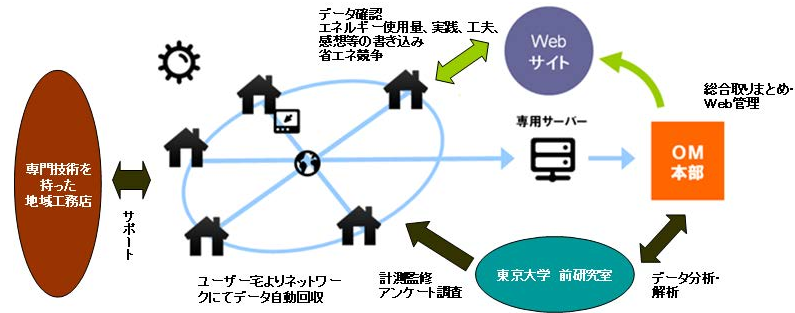 データ確認
エネルギー使用量、実践、工夫、
感想等の書き込み
省エネ競争
Web
サイト
総合取りまとめ・
Web管理
専用サーバー
OM
本部
専門技術を
持った
地域工務店
サポート
ユーザー宅よりネットワー
クにてデータ自動回収
計測監修
アンケート調査
東京大学 前研究室
データ分析・
解析